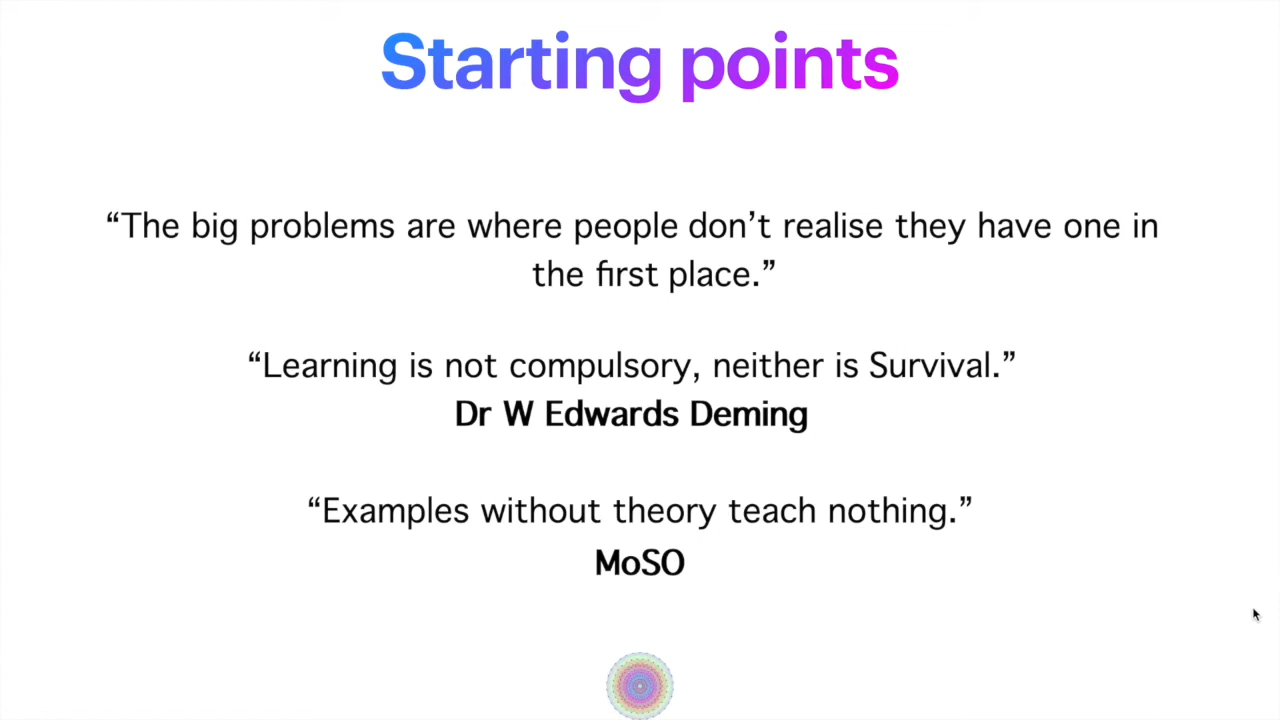 Starting points
“The big problems are where people don’t realise they have one in
the first place.”
“Learning is not compulsory, neither is Survival.”
Dr W Edwards Deming
“Examples without theory teach nothing.”
MoSO